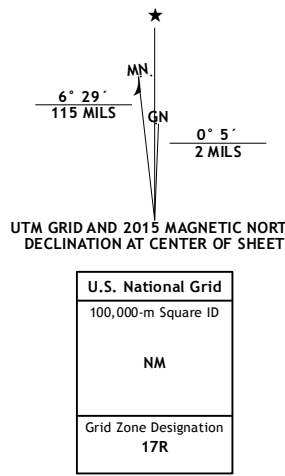 MN.
GN
6° 29´
115 MILS
0° 5´
2 MILS
UTM GRID AND 2015 MAGNETIC NORT
DECLINATION AT CENTER OF SHEET
U.S. National Grid
100,000-m Square ID
NM
Grid Zone Designation
17R